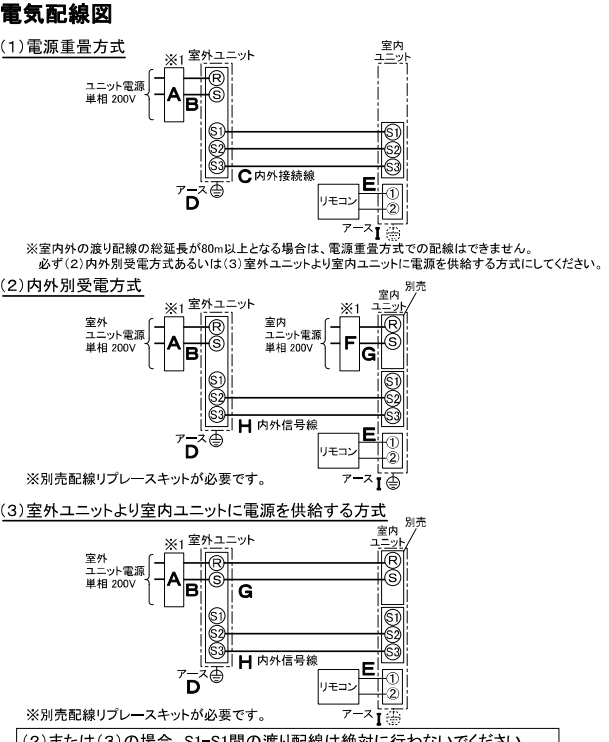 電気配線図
(1)電源重畳方式
※1 室外ユニット
室内
ユニット
ユニット電源
単相 200V
A
B
R
S
S1
S2
S3
S1
S2
S3
C 内外接続線
アース
D
E
リモコン
①
②
アース I
※室内外の渡り配線の総延長が80m以上となる場合は、電源重畳方式での配線はできません。
必ず(2)内外別受電方式あるいは(3)室外ユニットより室内ユニットに電源を供給する方式にしてください。
(2)内外別受電方式
※1 室外ユニット
※1
室内
ユニット
別売
室外
ユニット電源
単相 200V
A
B
R
S
室内
ユニット電源
単相 200V
F
G
R
S
S1
S2
S3
S1
S2
S3
H 内外信号線
アース
D
E
リモコン
①
②
アース I
※別売配線リプレースキットが必要です。
(3)室外ユニットより室内ユニットに電源を供給する方式
※1 室外ユニット
室内
ユニット
別売
室外
ユニット電源
単相 200V
A
B
R
S
G
R
S
S1
S2
S3
S1
S2
S3
H 内外信号線
アース
D
E
リモコン
①
②
アース I
※別売配線リプレースキットが必要です。
(2)または(3)の場合、S1-S1間の渡り配線は絶対に行わないでください。